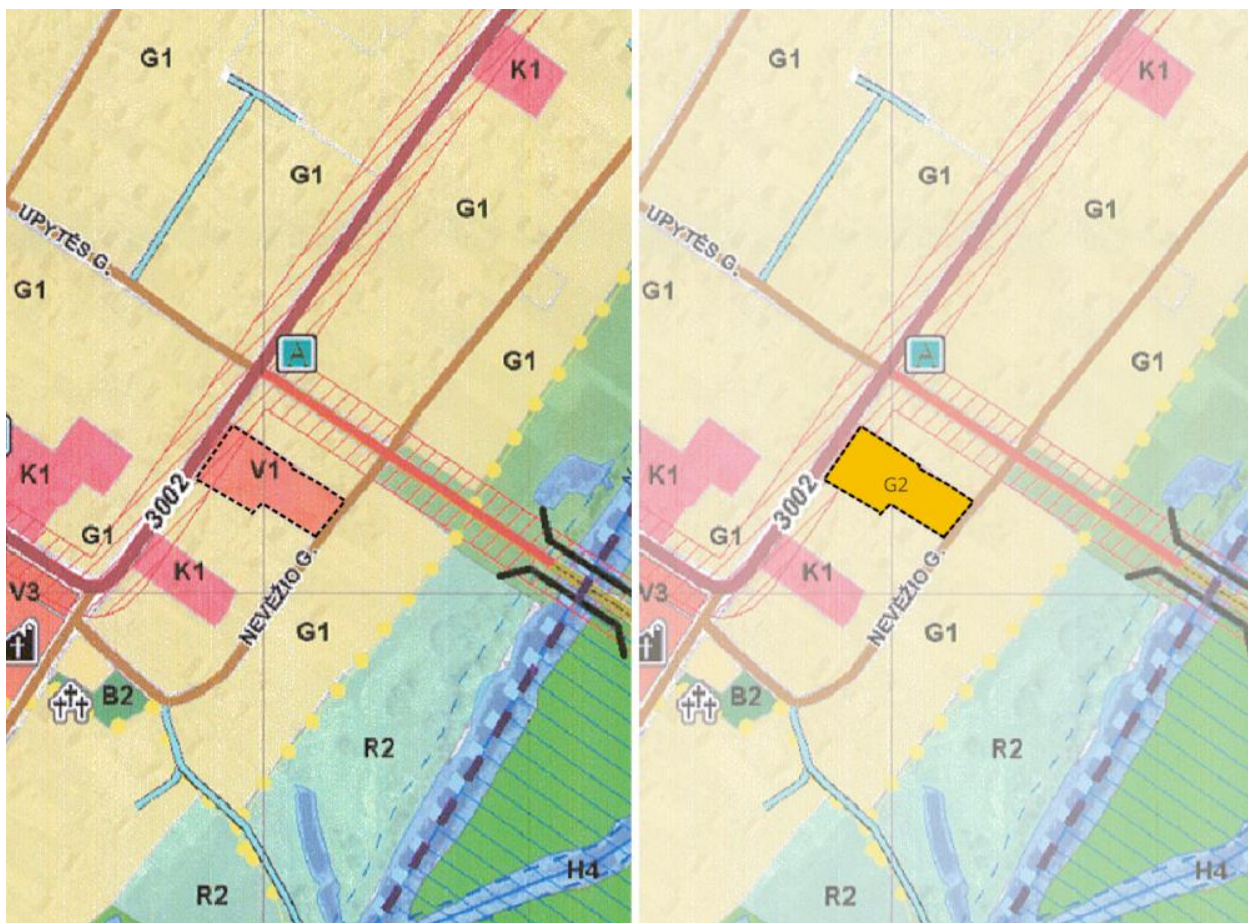 G1
K1
G1
G1
UPYTĖS G.
G1
A
G1
K1
V1
3002
G1
K1
V3
NEVĖŽIO G.
G1
B2
R2
R2
H4
G1
K1
G1
G1
UPYTĖS G.
G1
A
G1
K1
G2
3002
G1
K1
V3
NEVĖŽIO G.
G1
B2
R2
R2
H4